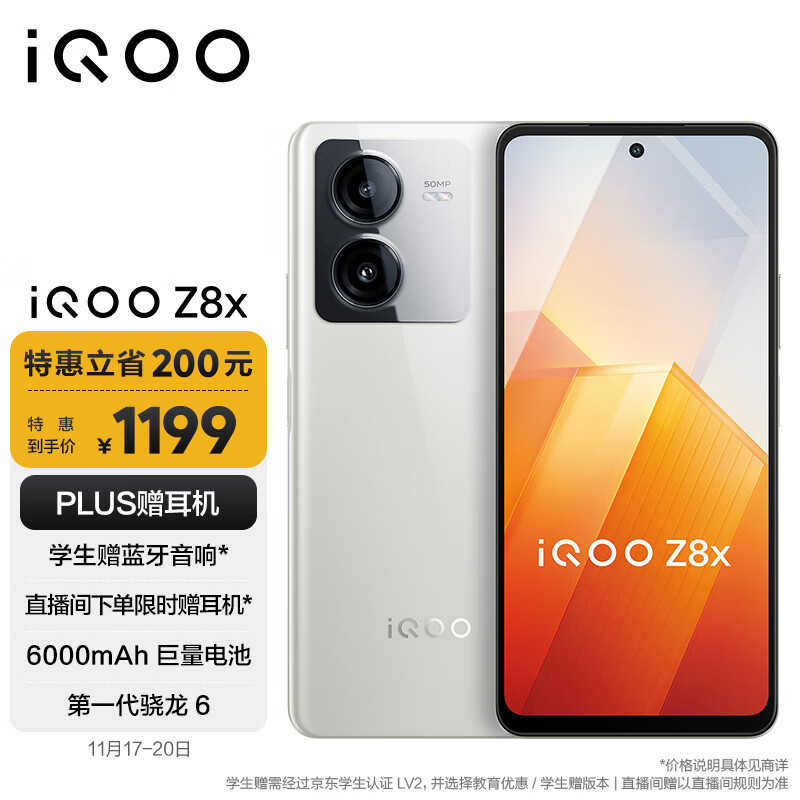 iQOO
50MP
iQOO Z8x
特惠立省200元
特惠
到手价 ¥1199
PLUS赠耳机
学生赠蓝牙音响*
直播间下单限时赠耳机*
6000mAh 巨量电池
第一代骁龙 6
11月17-20日
iQOO Z8x
iQOO
*价格说明具体见商详
学生赠需经过京东学生认证 LV2, 并选择教育优惠 / 学生赠版本 | 直播间赠以直播间规则为准